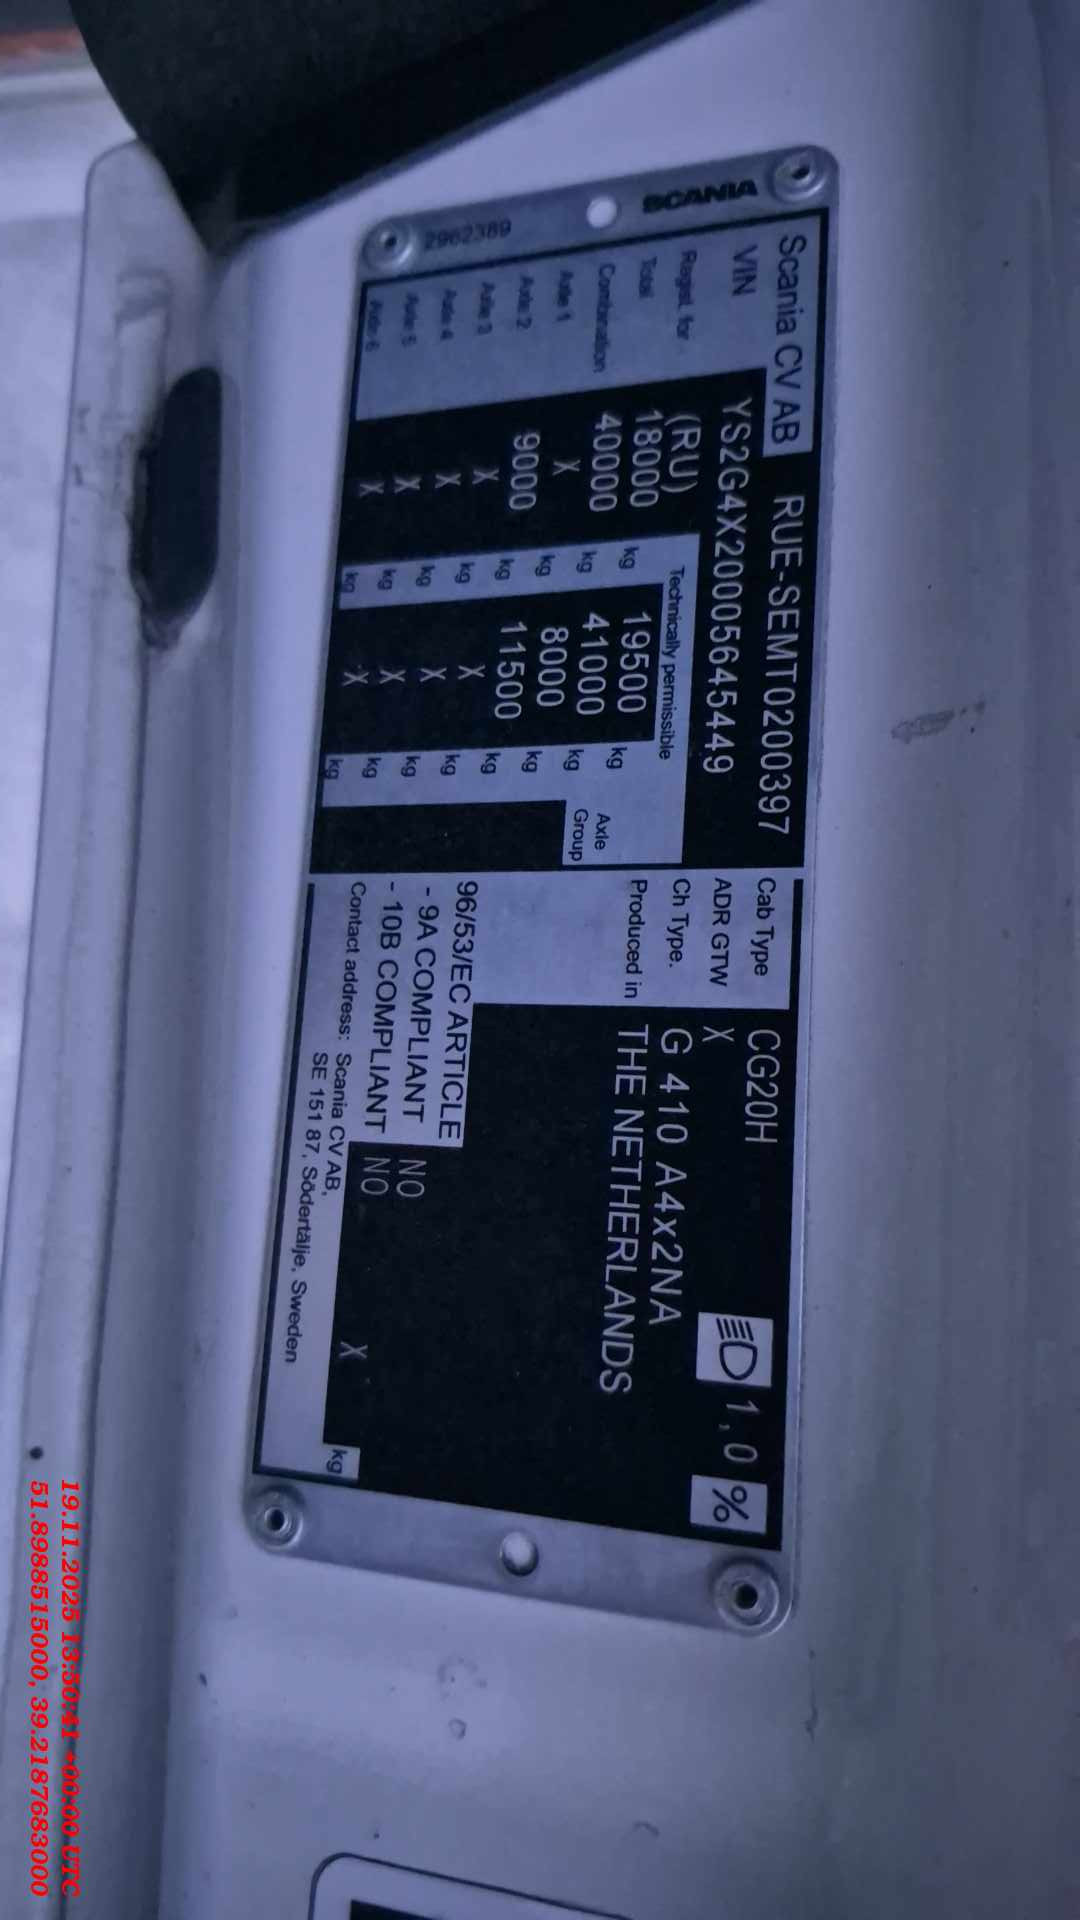 SCANIA
2962389
Scania CV AB RUE-SEMT0200397
VIN YS2G4X20005645449
Regist. for (RU) Technically permissible
Total 18000 kg 19500 kg
Combination 40000 kg 41000 kg
Axle Group
Axle 1 X kg 8000 kg
Axle 2 9000 kg 11500 kg
Axle 3 X kg X kg
Axle 4 X kg X kg
Axle 5 X kg X kg
Axle 6 X kg X kg
Cab Type CG20H 1,0 %
ADR GTW X
Ch Type. G 410 A4x2NA
Produced in THE NETHERLANDS
96/53/EC ARTICLE
- 9A COMPLIANT NO
- 10B COMPLIANT NO X kg
Contact address: Scania CV AB,
SE 151 87, Södertälje, Sweden
19.11.2025 13:50:41 +00:00 UTC
51.8988515000, 39.2187683000